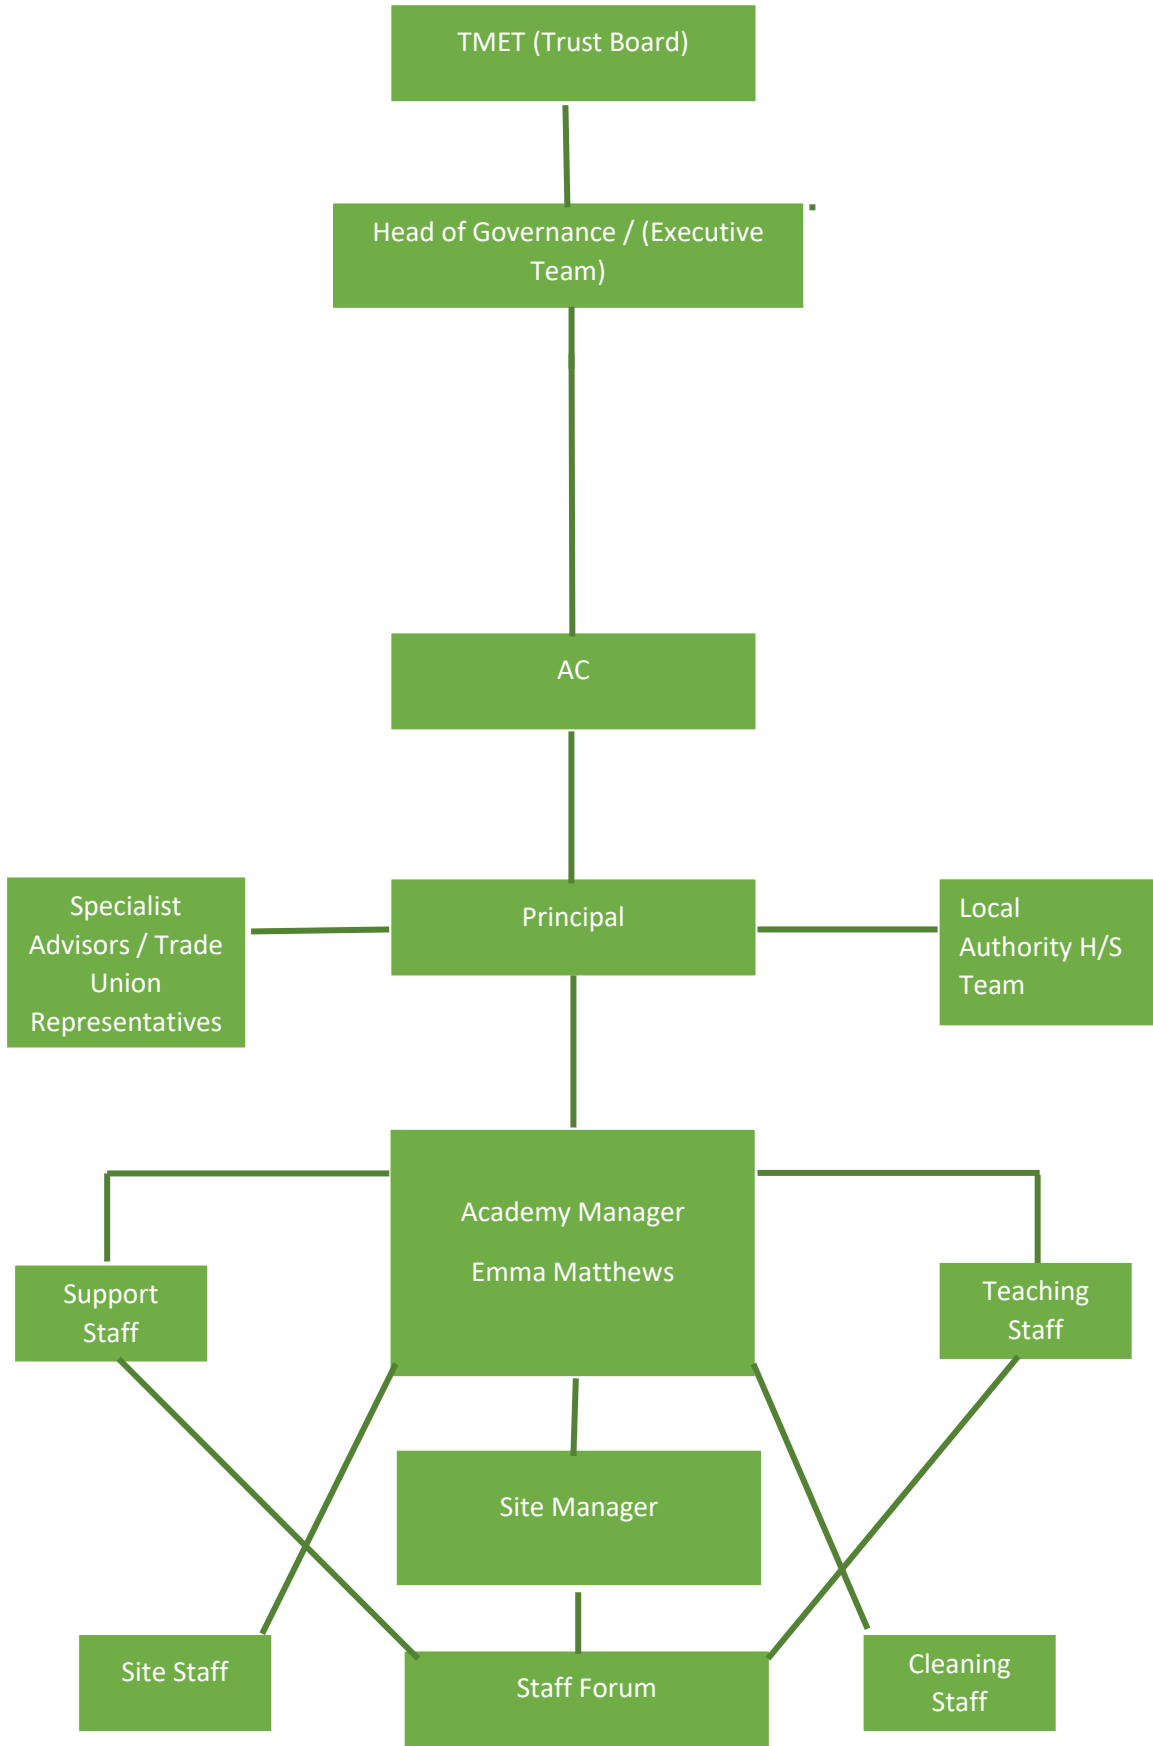 TMET (Trust Board)
Head of Governance / (Executive
Team)
AC
Specialist
Advisors / Trade
Union
Representatives
Principal
Local
Authority H/S
Team
Academy Manager
Emma Matthews
Support
Staff
Teaching
Staff
Site Manager
Site Staff
Staff Forum
Cleaning
Staff